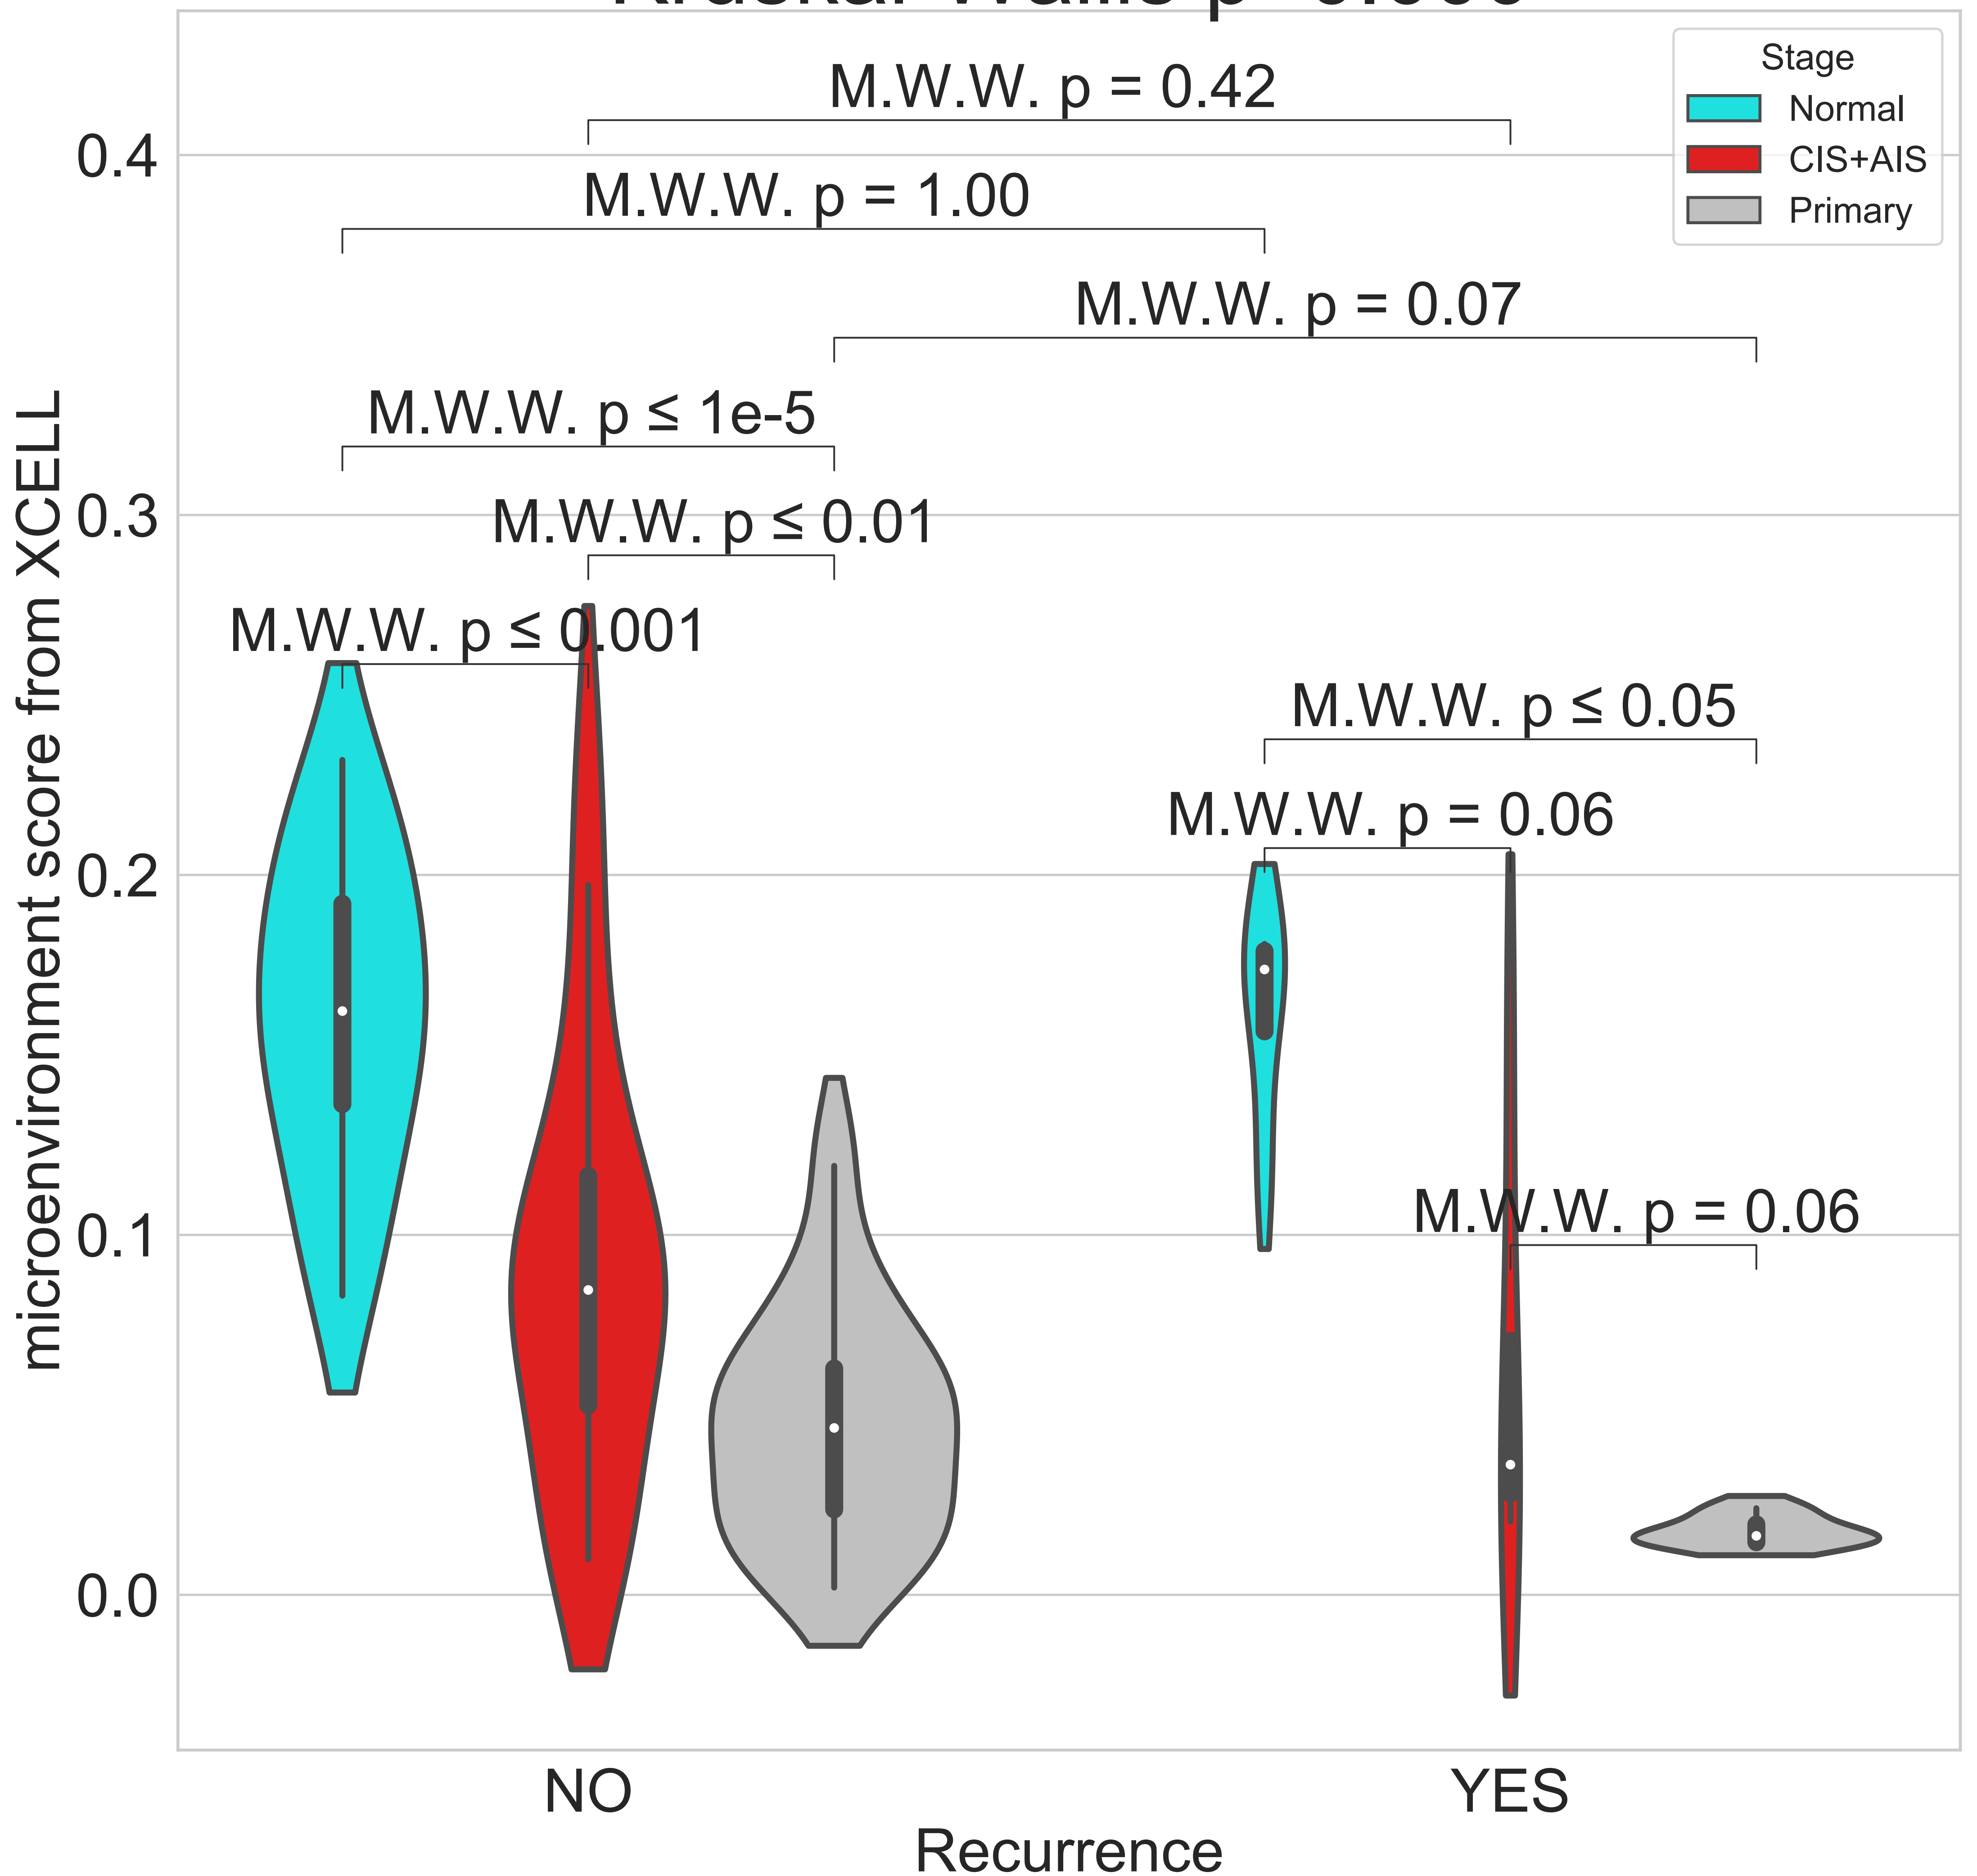 M.W.W. p = 0.42
Stage
Normal
CIS+AIS
Primary
0.4
M.W.W. p = 1.00
M.W.W. p = 0.07
M.W.W. p ≤ 1e-5
0.3
M.W.W. p ≤ 0.01
M.W.W. p ≤ 0.001
M.W.W. p ≤ 0.05
M.W.W. p = 0.06
0.2
M.W.W. p = 0.06
0.1
0.0
microenvironment score from XCELL
NO
YES
Recurrence